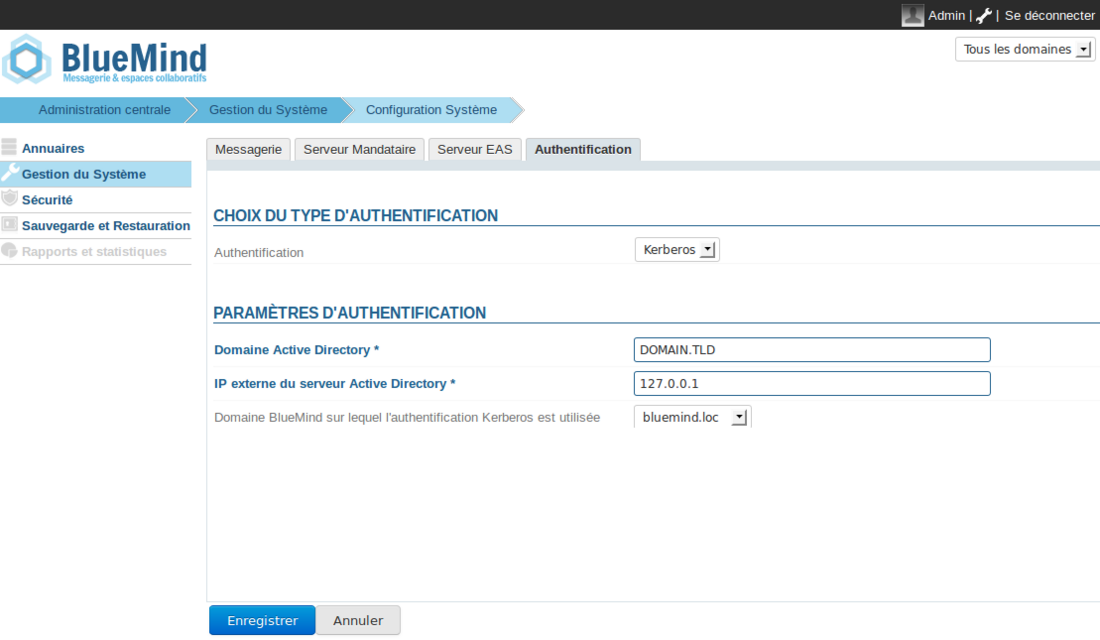 Admin | | Se déconnecter
BlueMind
Messagerie & espaces collaboratifs
Tous les domaines
Administration centrale Gestion du Système Configuration Système
Annuaires
Gestion du Système
Sécurité
Sauvegarde et Restauration
Rapports et statistiques
Messagerie Serveur Mandataire Serveur EAS Authentification
CHOIX DU TYPE D'AUTHENTIFICATION
Authentification Kerberos
PARAMÈTRES D'AUTHENTIFICATION
Domaine Active Directory * DOMAIN.TLD
IP externe du serveur Active Directory * 127.0.0.1
Domaine BlueMind sur lequel l'authentification Kerberos est utilisée bluemind.loc
Enregistrer Annuler